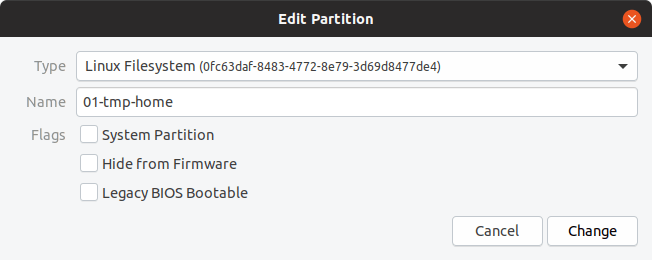 Edit Partition
Type Linux Filesystem (0fc63daf-8483-4772-8e79-3d69d8477de4)
Name 01-tmp-home
Flags System Partition
Hide from Firmware
Legacy BIOS Bootable
Cancel Change